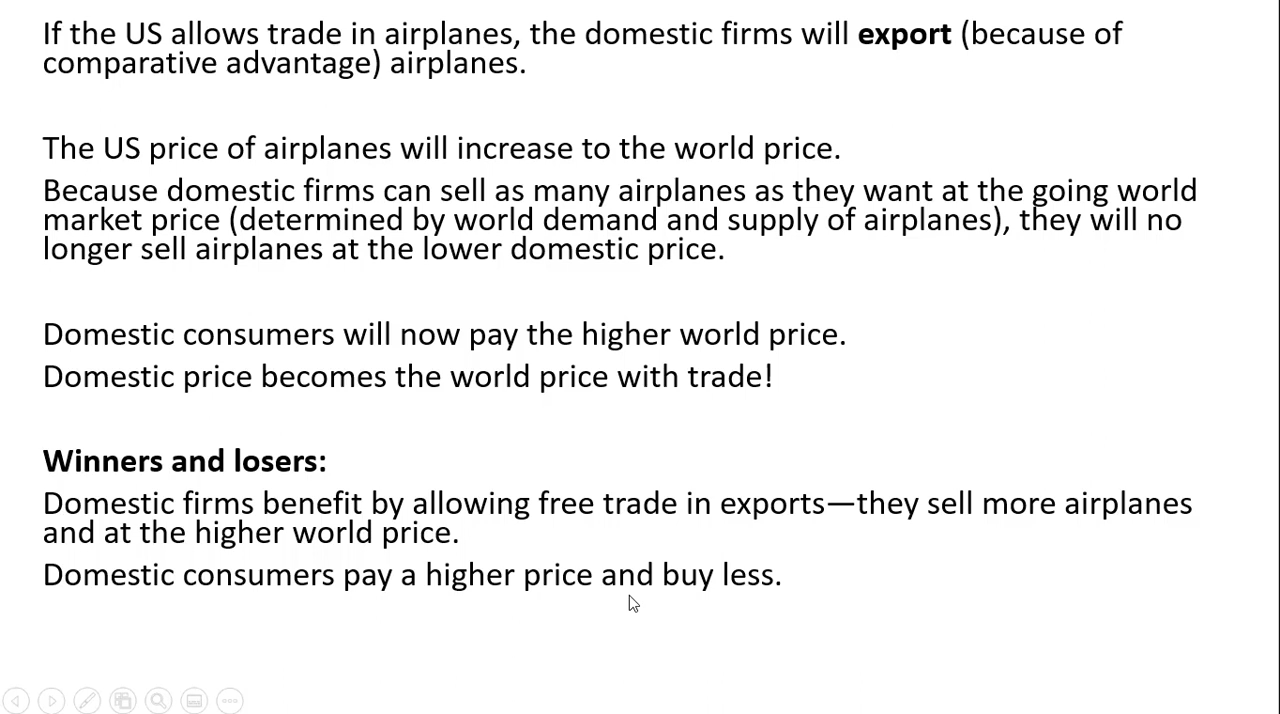 If the US allows trade in airplanes, the domestic firms will export (because of
comparative advantage) airplanes.
The US price of airplanes will increase to the world price.
Because domestic firms can sell as many airplanes as they want at the going world
market price (determined by world demand and supply of airplanes), they will no
longer sell airplanes at the lower domestic price.
Domestic consumers will now pay the higher world price.
Domestic price becomes the world price with trade!
Winners and losers:
Domestic firms benefit by allowing free trade in exports—they sell more airplanes
and at the higher world price.
Domestic consumers pay a higher price and buy less.